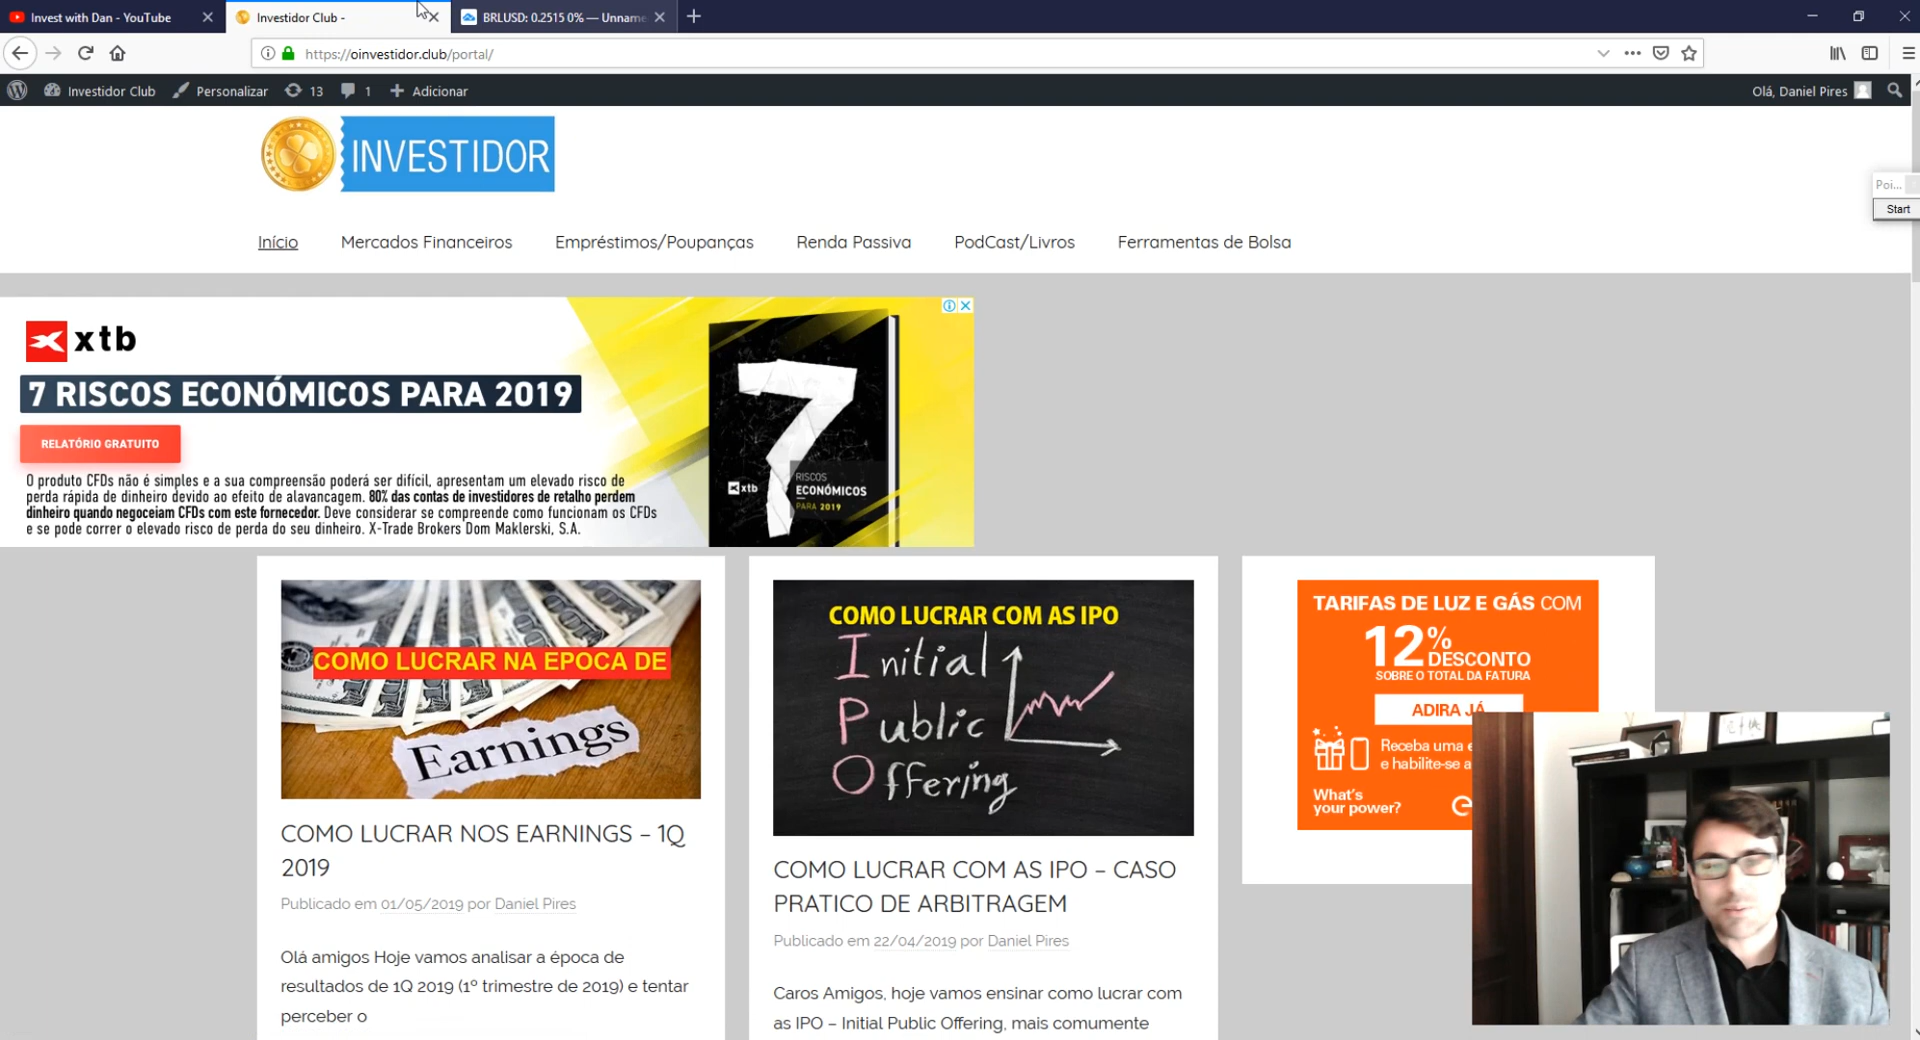 Invest with Dan - YouTube
Investidor Club -
BRLUSD: 0.2515 0% — Unname
https://oinvestidor.club/portal/
Investidor Club
Personalizar
13
1
Adicionar
Olá, Daniel Pires
INVESTIDOR
Poi...
Start
Início
Mercados Financeiros
Empréstimos/Poupanças
Renda Passiva
PodCast/Livros
Ferramentas de Bolsa
xtb
7 RISCOS ECONÓMICOS PARA 2019
RELATÓRIO GRATUITO
O produto CFDs não é simples e a sua compreensão poderá ser difícil, apresentam um elevado risco de
perda rápida de dinheiro devido ao efeito de alavancagem. 80% das contas de investidores de retalho perdem
dinheiro quando negoceiam CFDs com este fornecedor. Deve considerar se compreende como funcionam os CFDs
e se pode correr o elevado risco de perda do seu dinheiro. X-Trade Brokers Dom Maklerski, S.A.
7
xtb
RISCOS
ECONÓMICOS
PARA 2019
COMO LUCRAR NA EPOCA DE
Earnings
COMO LUCRAR NOS EARNINGS – 1Q
2019
Publicado em 01/05/2019 por Daniel Pires
Olá amigos Hoje vamos analisar a época de
resultados de 1Q 2019 (1º trimestre de 2019) e tentar
perceber o
COMO LUCRAR COM AS IPO
Initial
Public
Offering
COMO LUCRAR COM AS IPO – CASO
PRATICO DE ARBITRAGEM
Publicado em 22/04/2019 por Daniel Pires
Caros Amigos, hoje vamos ensinar como lucrar com
as IPO – Initial Public Offering, mais comumente
TARIFAS DE LUZ E GÁS COM
12%
DESCONTO
SOBRE O TOTAL DA FATURA
ADIRA JÁ
Receba uma e
e habilite-se a
What's
your power?